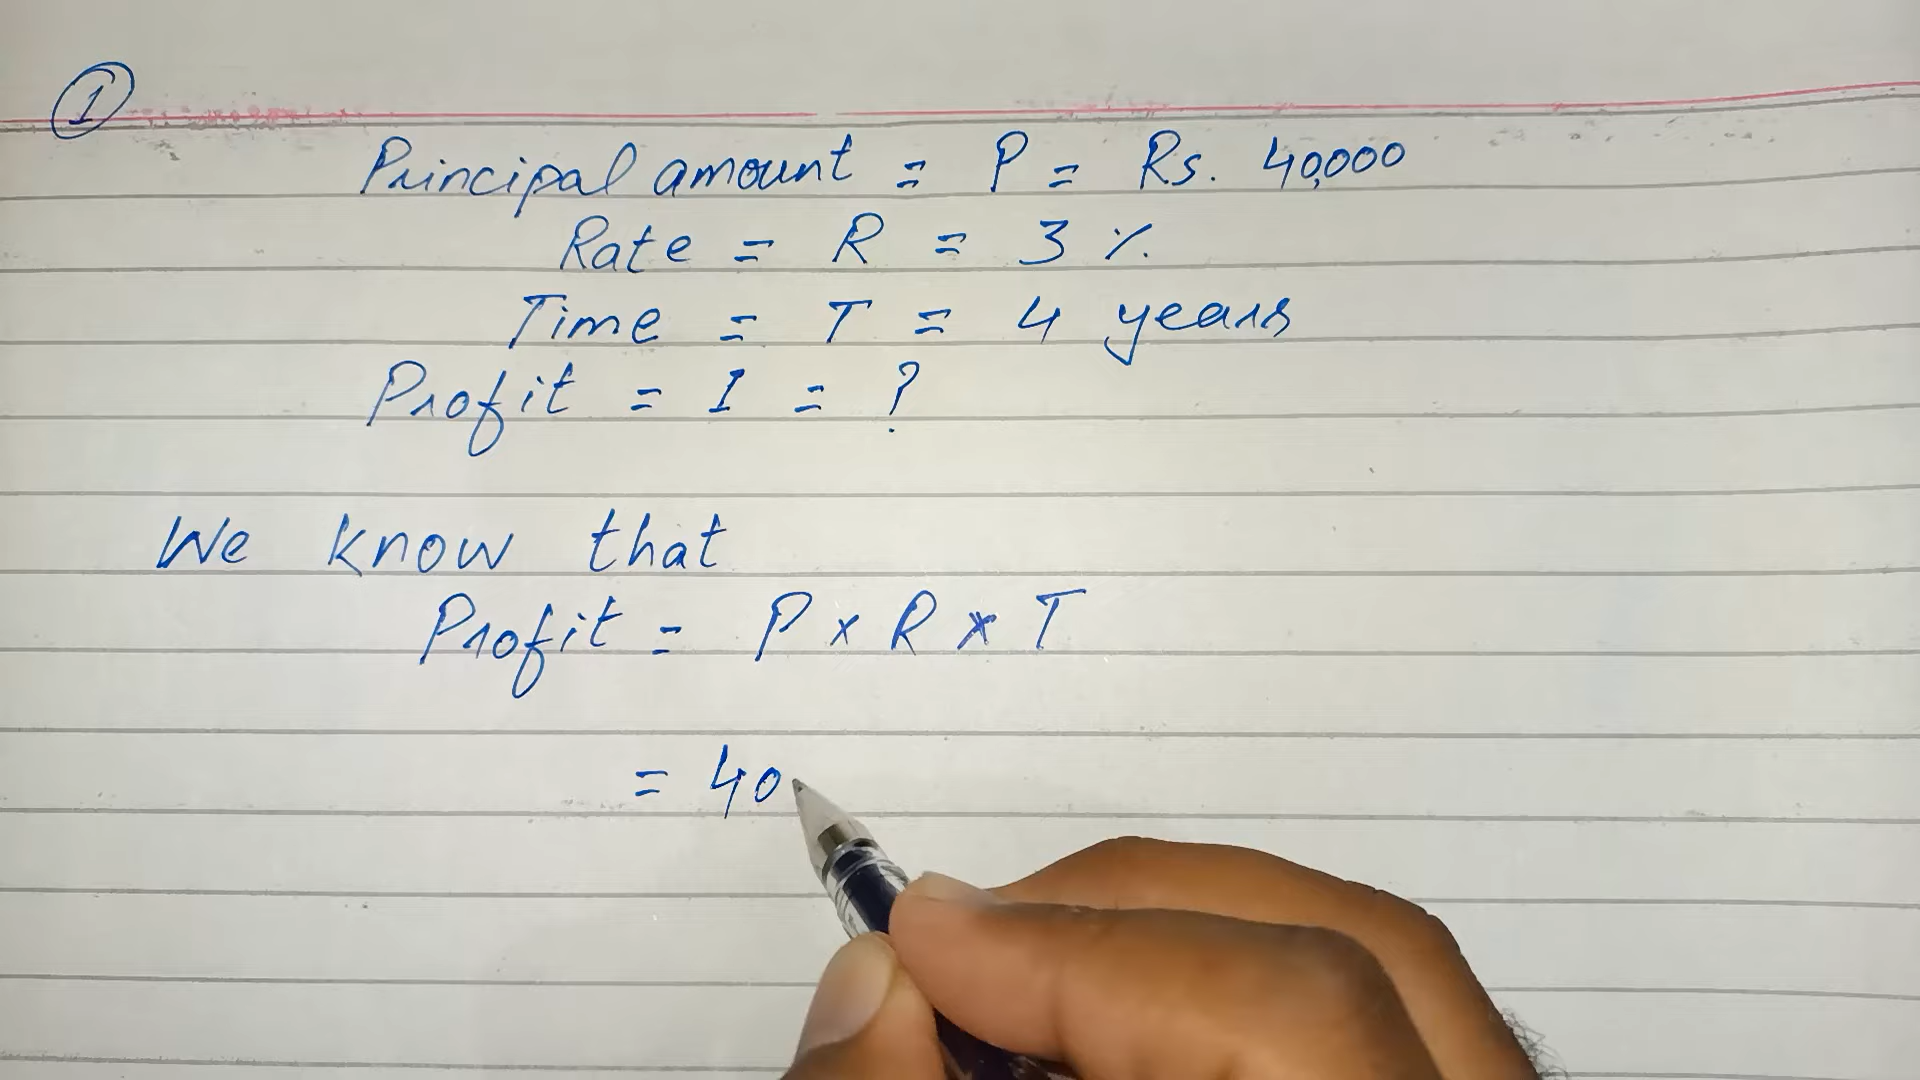 1
Principal amount = P = Rs. 40,000
Rate = R = 3 %
Time = T = 4 years
Profit = I = ?
We know that
Profit = P × R × T
= 40